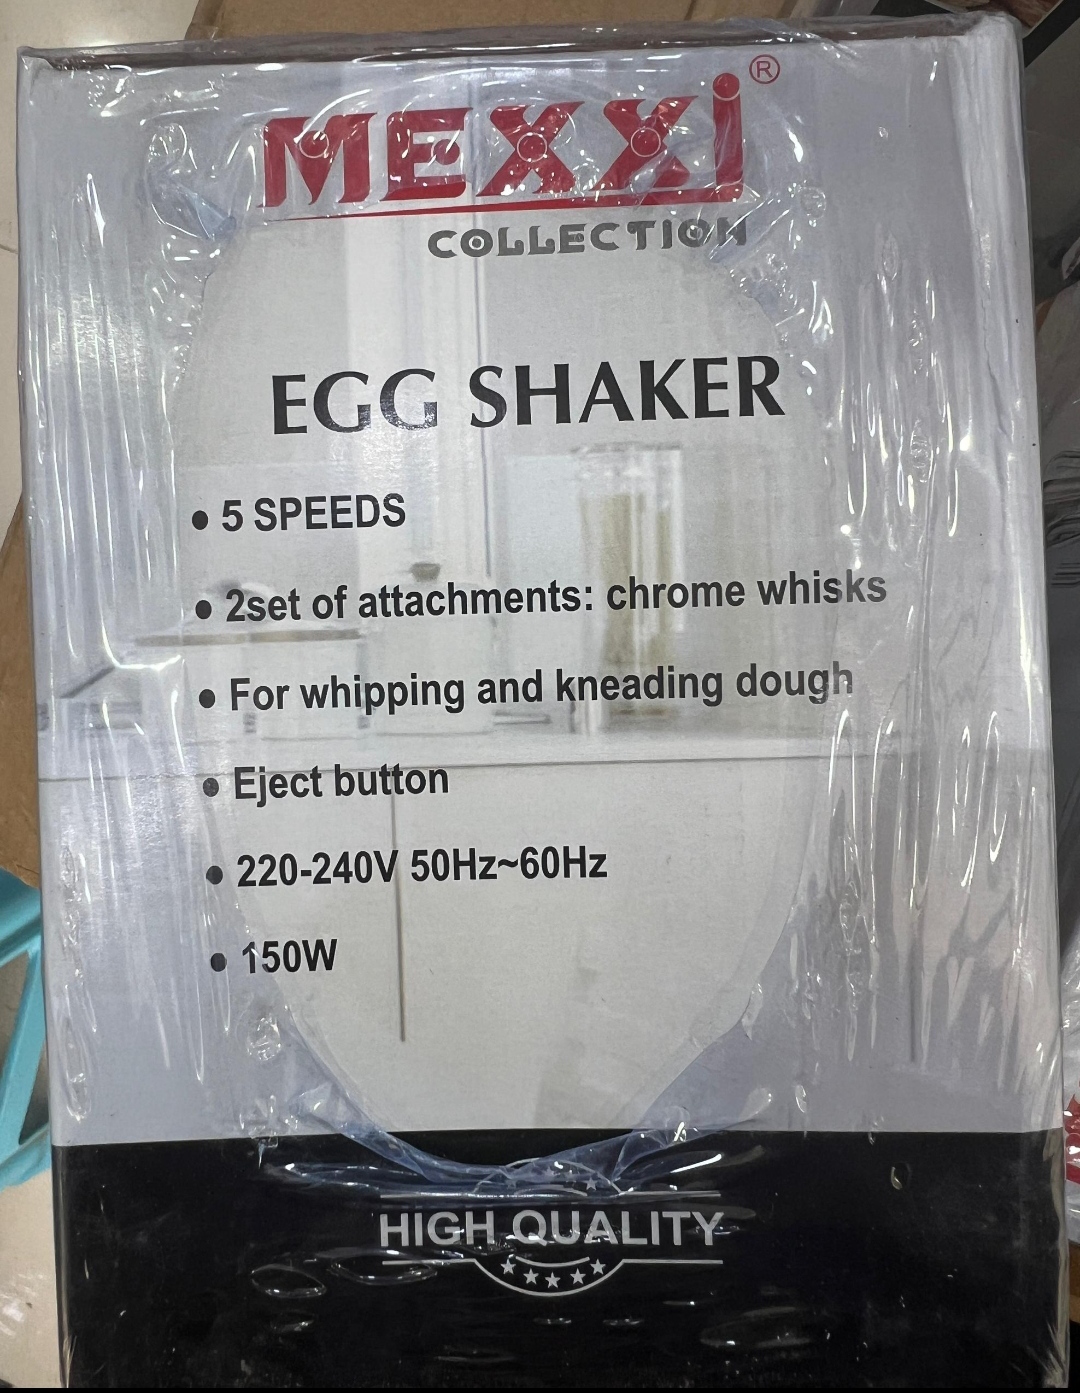 MEXXi®
COLLECTION
EGG SHAKER
• 5 SPEEDS
• 2set of attachments: chrome whisks
• For whipping and kneading dough
• Eject button
• 220-240V 50Hz~60Hz
• 150W
HIGH QUALITY